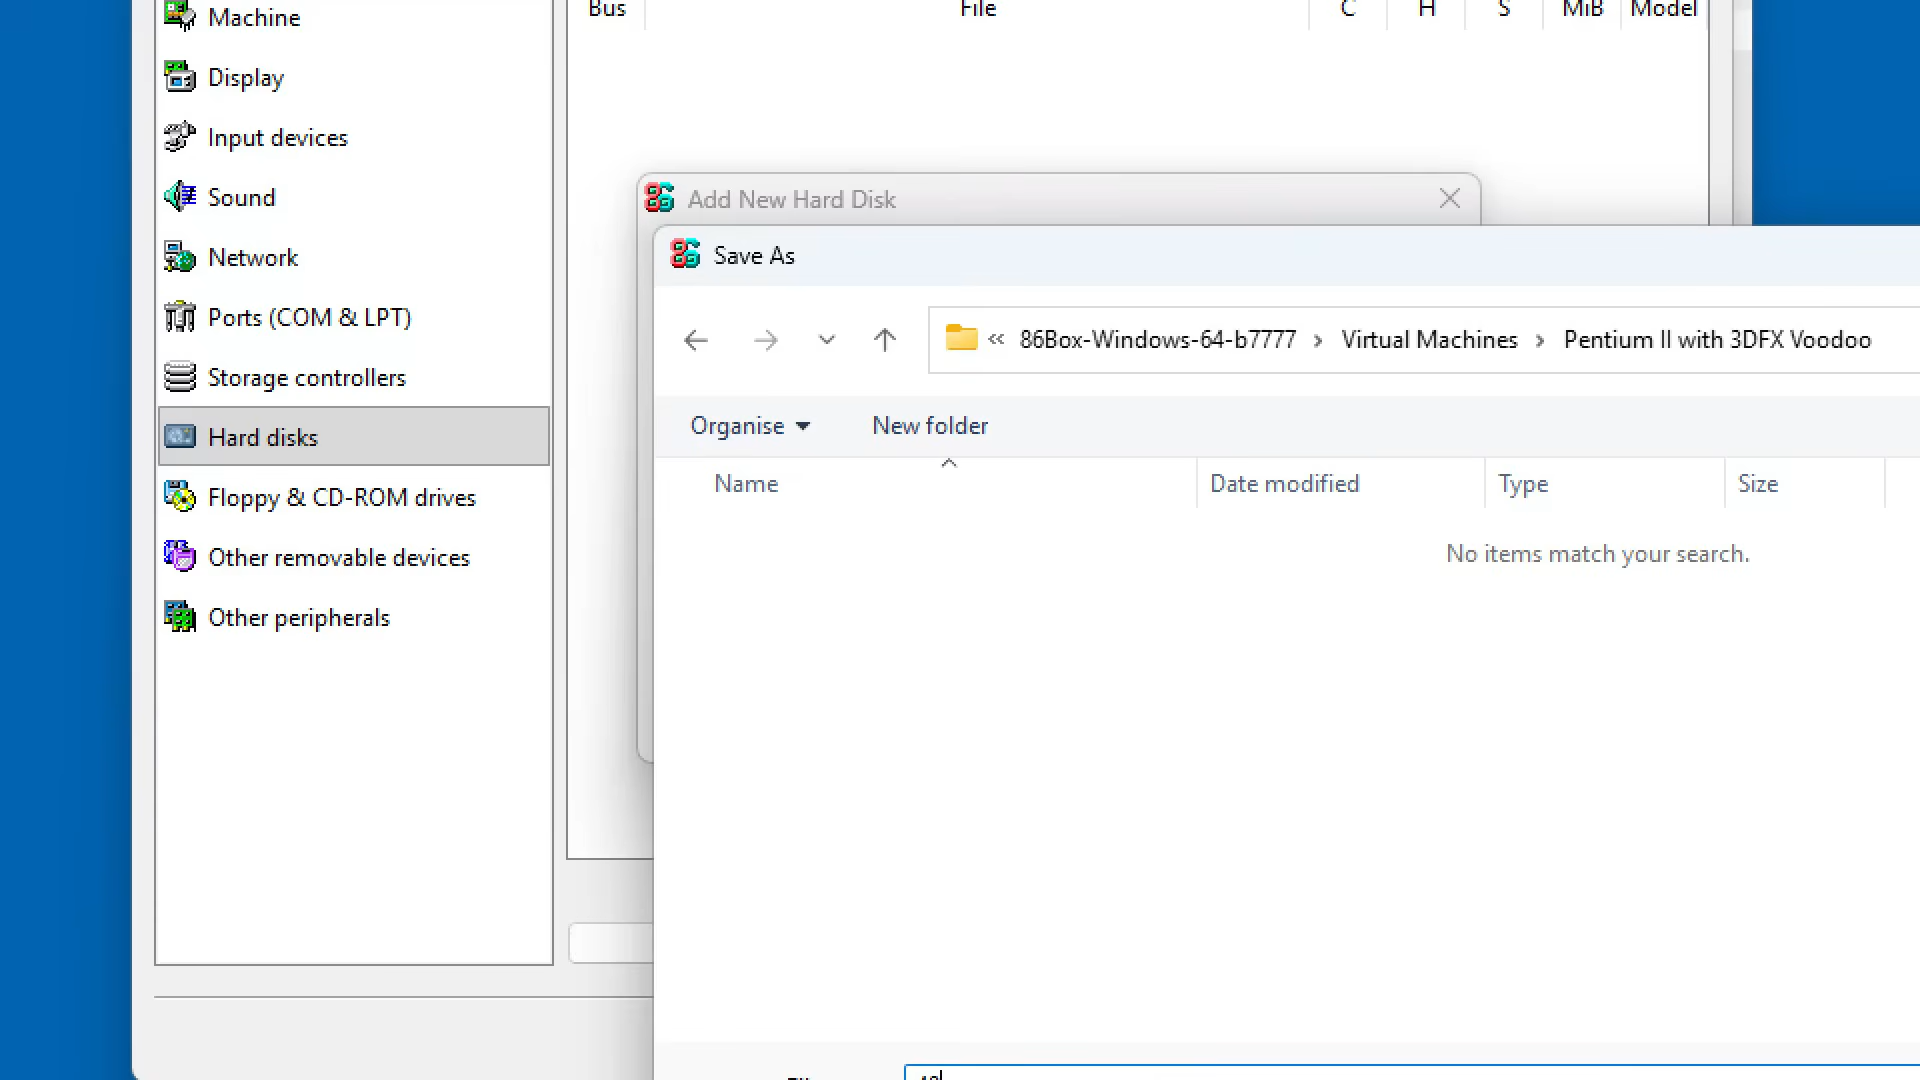 Machine
Display
Input devices
Sound
Network
Ports (COM & LPT)
Storage controllers
Hard disks
Floppy & CD-ROM drives
Other removable devices
Other peripherals
Bus File C H S MiB Model
Add New Hard Disk
Save As
« 86Box-Windows-64-b7777 › Virtual Machines › Pentium II with 3DFX Voodoo
Organise New folder
Name Date modified Type Size
No items match your search.